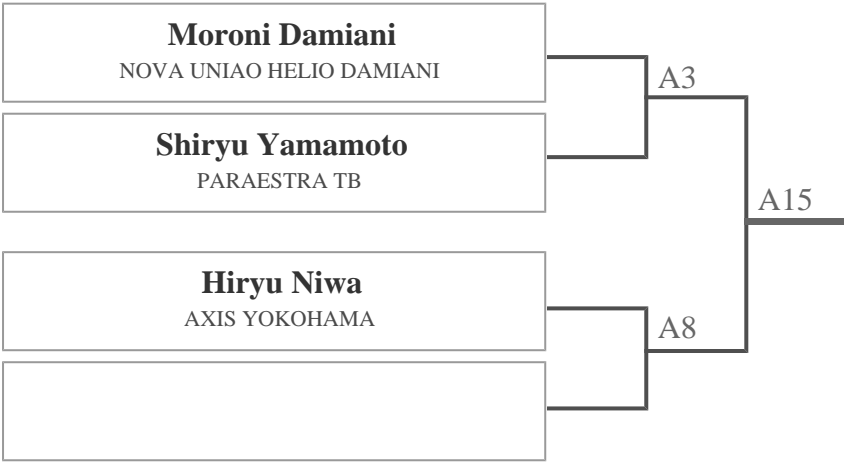 Moroni Damiani
NOVA UNIAO HELIO DAMIANI
A3
Shiryu Yamamoto
PARAESTRA TB
A15
Hiryu Niwa
AXIS YOKOHAMA
A8